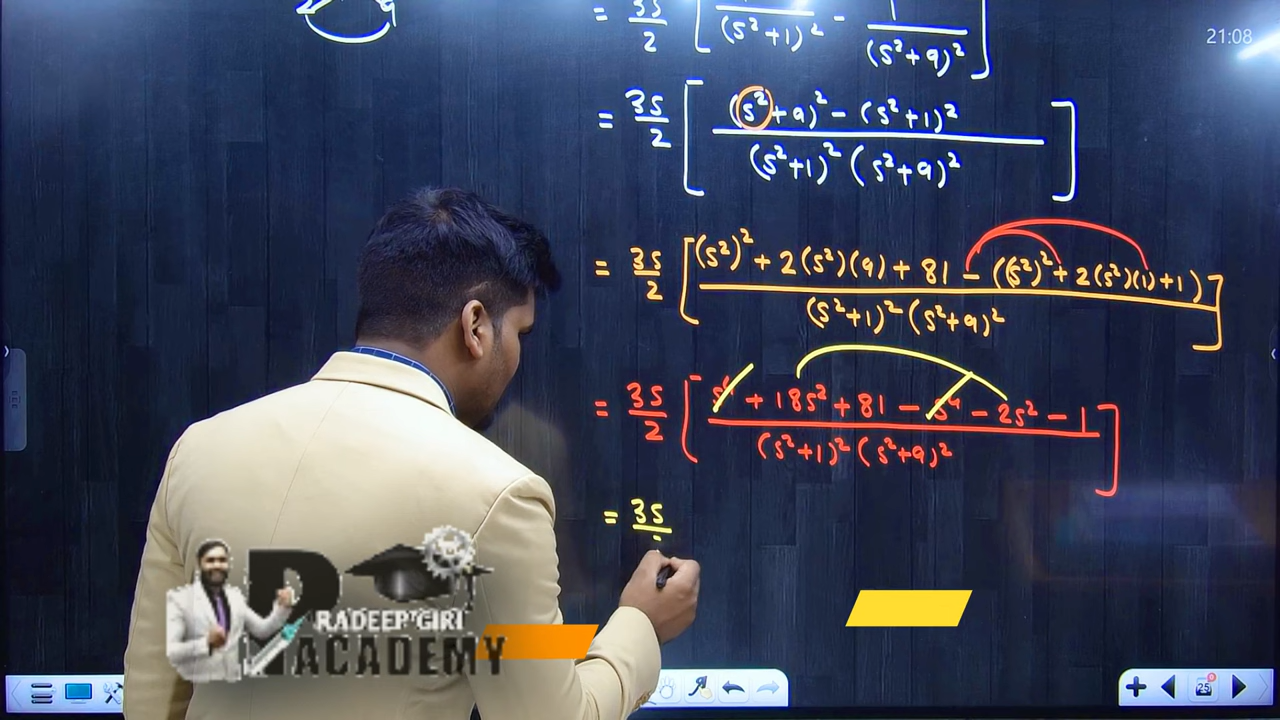 21:08
= 3s/2 [ 1/(s²+1)² - 1/(s²+9)² ]
= 3s/2 [ (s²+9)² - (s²+1)² / (s²+1)² (s²+9)² ]
= 3s/2 [ (s²)² + 2(s²)(9) + 81 - ((s²)² + 2(s²)(1)+1) / (s²+1)² (s²+9)² ]
= 3s/2 [ s⁴ + 18s² + 81 - s⁴ - 2s² - 1 / (s²+1)² (s²+9)² ]
= 3s
PRADEEP GIRI
ACADEMY
25